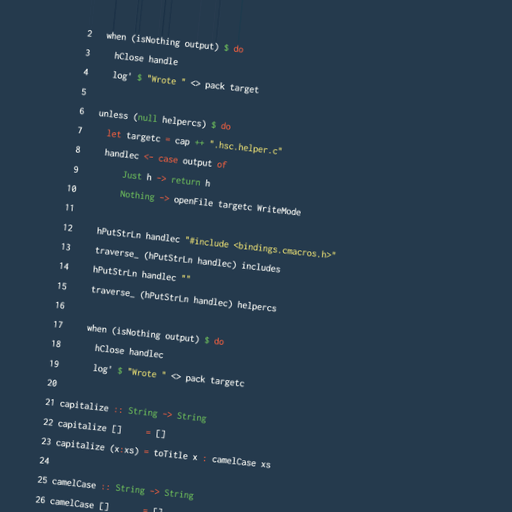 2 when (isNothing output) $ do
3 hClose handle
4 log' $ "Wrote " <> pack target
5
6 unless (null helpercs) $ do
7 let targetc = cap ++ ".hsc.helper.c"
8 handlec <- case output of
9 Just h -> return h
10 Nothing -> openFile targetc WriteMode
11
12 hPutStrLn handlec "#include <bindings.cmacros.h>"
13 traverse_ (hPutStrLn handlec) includes
14 hPutStrLn handlec ""
15 traverse_ (hPutStrLn handlec) helpercs
16
17 when (isNothing output) $ do
18 hClose handlec
19 log' $ "Wrote " <> pack targetc
20
21 capitalize :: String -> String
22 capitalize [] = []
23 capitalize (x:xs) = toTitle x : camelCase xs
24
25 camelCase :: String -> String
26 camelCase [] = []